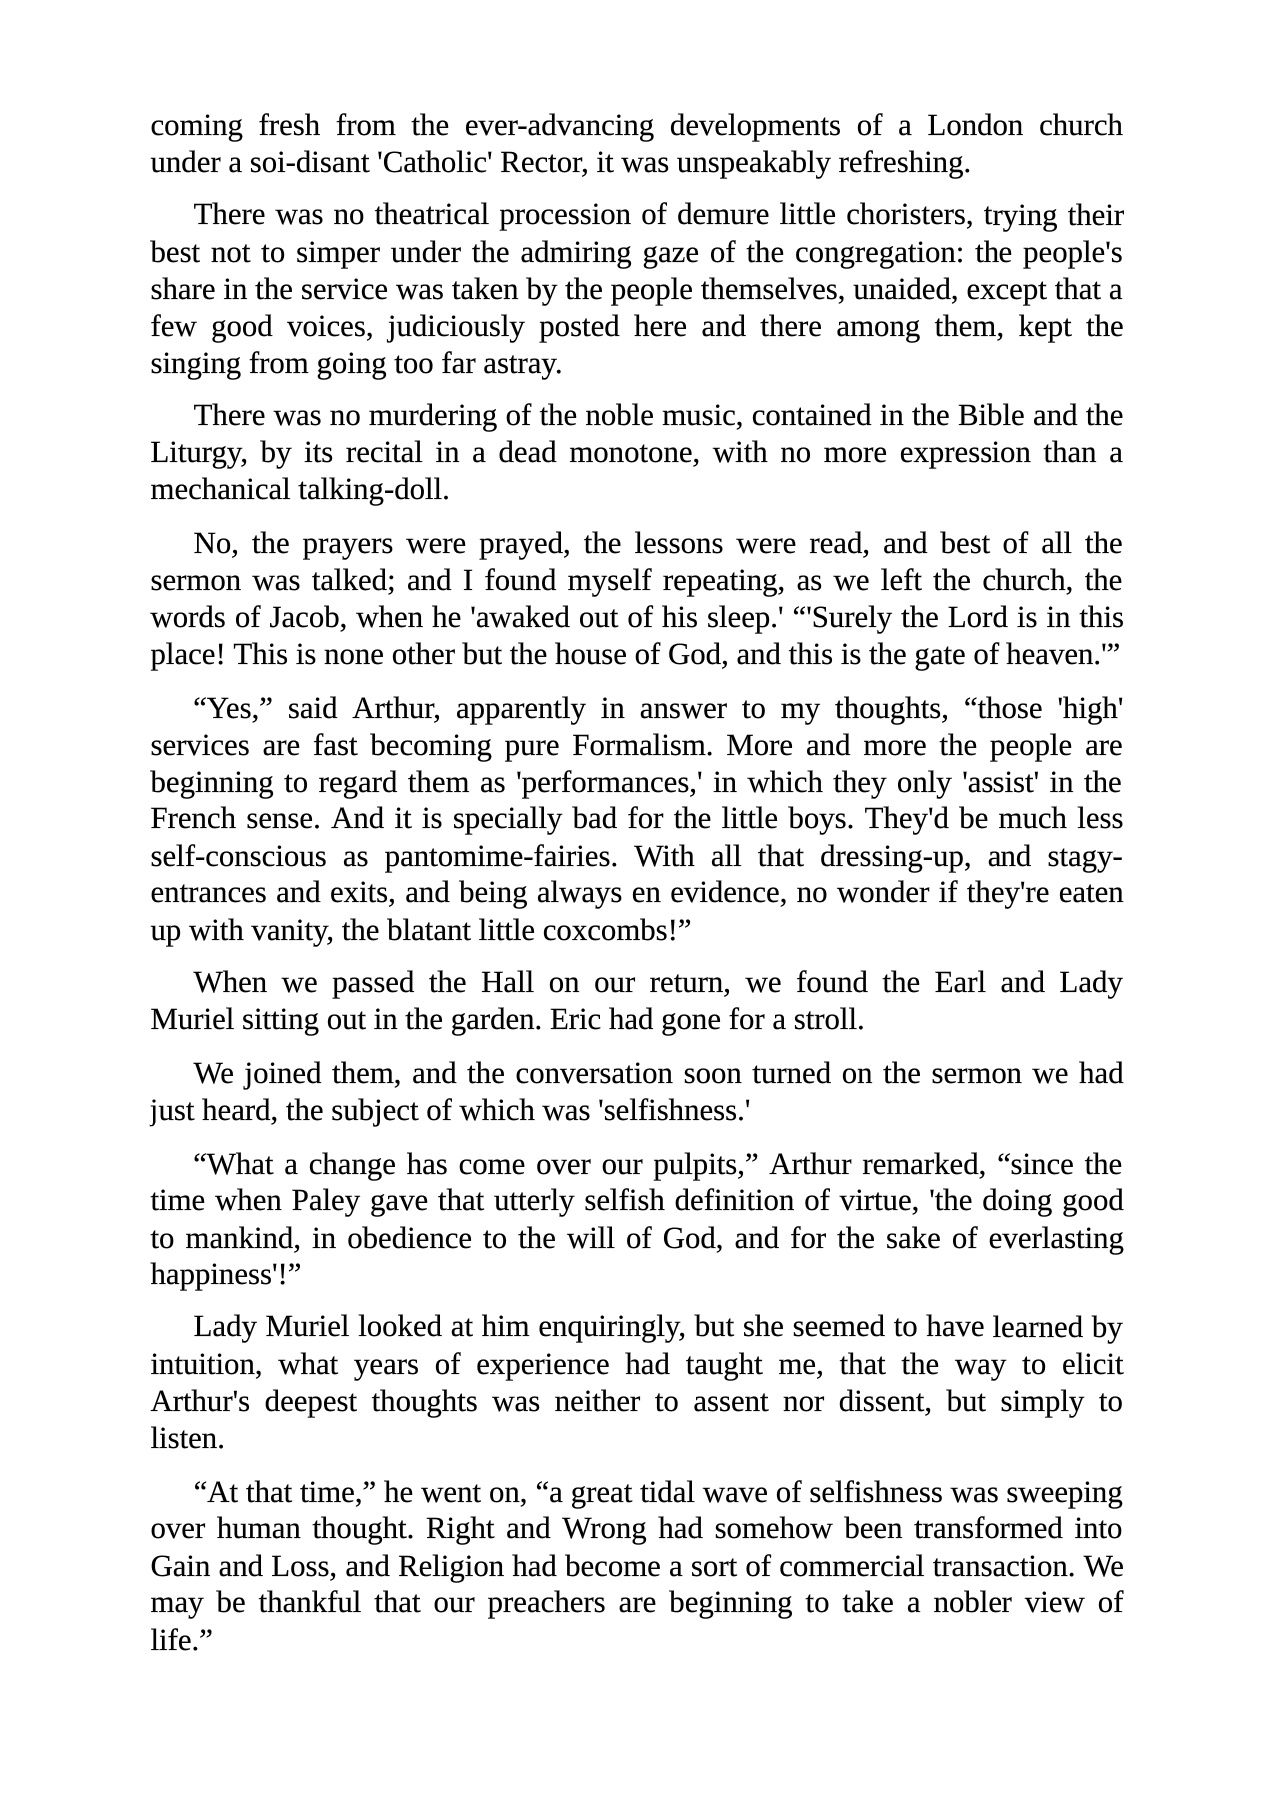 coming fresh from the ever-advancing developments of a London church
under a soi-disant 'Catholic' Rector, it was unspeakably refreshing.
There was no theatrical procession of demure little choristers, trying their
best not to simper under the admiring gaze of the congregation: the people's
share in the service was taken by the people themselves, unaided, except that a
few good voices, judiciously posted here and there among them, kept the
singing from going too far astray.
There was no murdering of the noble music, contained in the Bible and the
Liturgy, by its recital in a dead monotone, with no more expression than a
mechanical talking-doll.
No, the prayers were prayed, the lessons were read, and best of all the
sermon was talked; and I found myself repeating, as we left the church, the
words of Jacob, when he 'awaked out of his sleep.' “'Surely the Lord is in this
place! This is none other but the house of God, and this is the gate of heaven.'”
“Yes,” said Arthur, apparently in answer to my thoughts, “those 'high'
services are fast becoming pure Formalism. More and more the people are
beginning to regard them as 'performances,' in which they only 'assist' in the
French sense. And it is specially bad for the little boys. They'd be much less
self-conscious as pantomime-fairies. With all that dressing-up, and stagy-
entrances and exits, and being always en evidence, no wonder if they're eaten
up with vanity, the blatant little coxcombs!”
When we passed the Hall on our return, we found the Earl and Lady
Muriel sitting out in the garden. Eric had gone for a stroll.
We joined them, and the conversation soon turned on the sermon we had
just heard, the subject of which was 'selfishness.'
“What a change has come over our pulpits,” Arthur remarked, “since the
time when Paley gave that utterly selfish definition of virtue, 'the doing good
to mankind, in obedience to the will of God, and for the sake of everlasting
happiness'!”
Lady Muriel looked at him enquiringly, but she seemed to have learned by
intuition, what years of experience had taught me, that the way to elicit
Arthur's deepest thoughts was neither to assent nor dissent, but simply to
listen.
“At that time,” he went on, “a great tidal wave of selfishness was sweeping
over human thought. Right and Wrong had somehow been transformed into
Gain and Loss, and Religion had become a sort of commercial transaction. We
may be thankful that our preachers are beginning to take a nobler view of
life.”